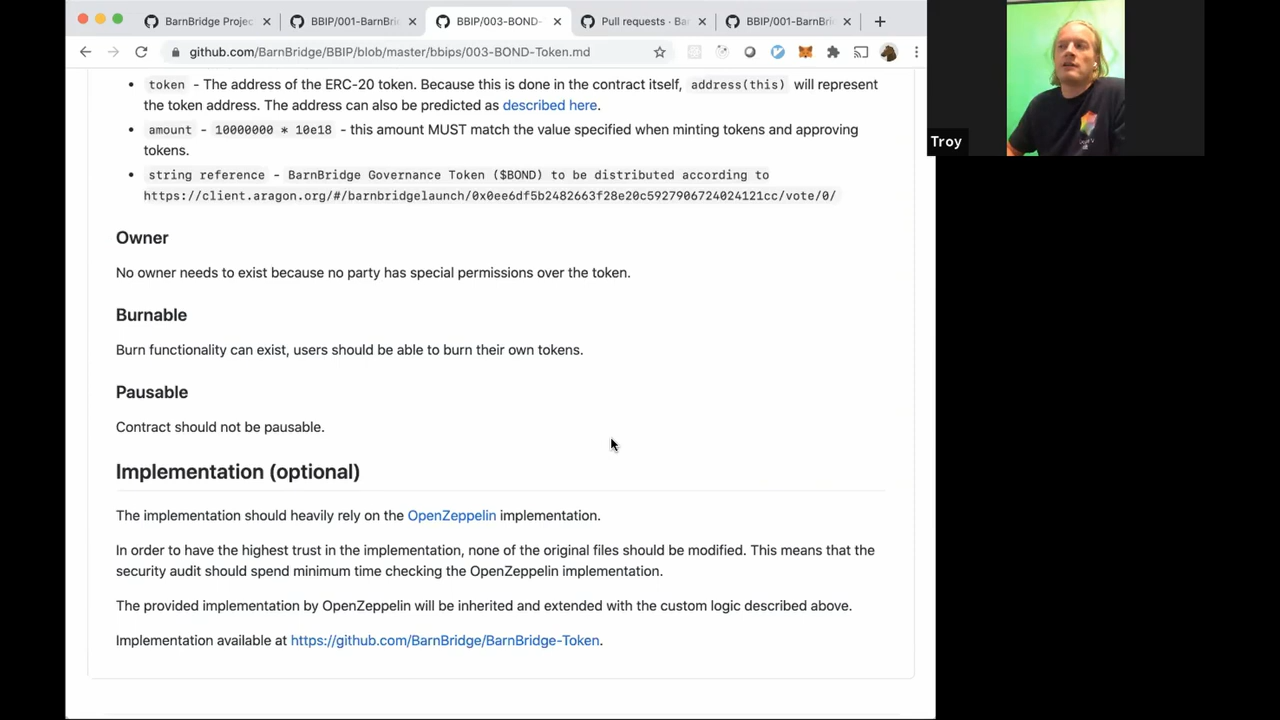 BarnBridge Projec
BBIP/001-BarnBri
BBIP/003-BOND-
Pull requests · Ba
BBIP/001-BarnBri
github.com/BarnBridge/BBIP/blob/master/bbips/003-BOND-Token.md
token - The address of the ERC-20 token. Because this is done in the contract itself, address(this) will represent
the token address. The address can also be predicted as described here.
amount - 10000000 * 10e18 - this amount MUST match the value specified when minting tokens and approving
tokens.
string reference - BarnBridge Governance Token ($BOND) to be distributed according to
https://client.aragon.org/#/barnbridgelaunch/0x0ee6df5b2482663f28e20c5927906724024121cc/vote/0/
Owner
No owner needs to exist because no party has special permissions over the token.
Burnable
Burn functionality can exist, users should be able to burn their own tokens.
Pausable
Contract should not be pausable.
Implementation (optional)
The implementation should heavily rely on the OpenZeppelin implementation.
In order to have the highest trust in the implementation, none of the original files should be modified. This means that the
security audit should spend minimum time checking the OpenZeppelin implementation.
The provided implementation by OpenZeppelin will be inherited and extended with the custom logic described above.
Implementation available at https://github.com/BarnBridge/BarnBridge-Token.
Troy